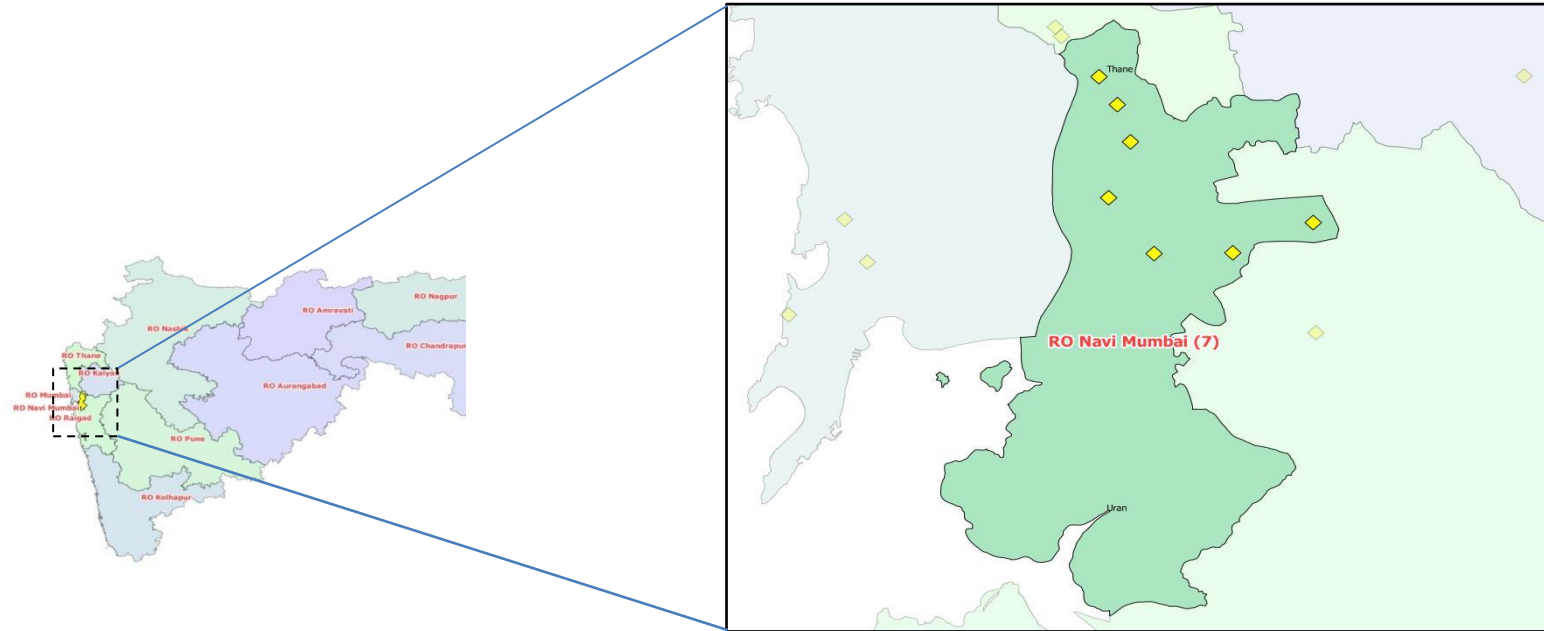 RO Nagpur
RO Amravati
RO Nashik
RO Chandrapur
RO Thane
RO Kalyan
RO Aurangabad
RO Mumbai
RO Navi Mumbai
RO Raigad
RO Pune
RO Kolhapur
Thane
RO Navi Mumbai (7)
Uran